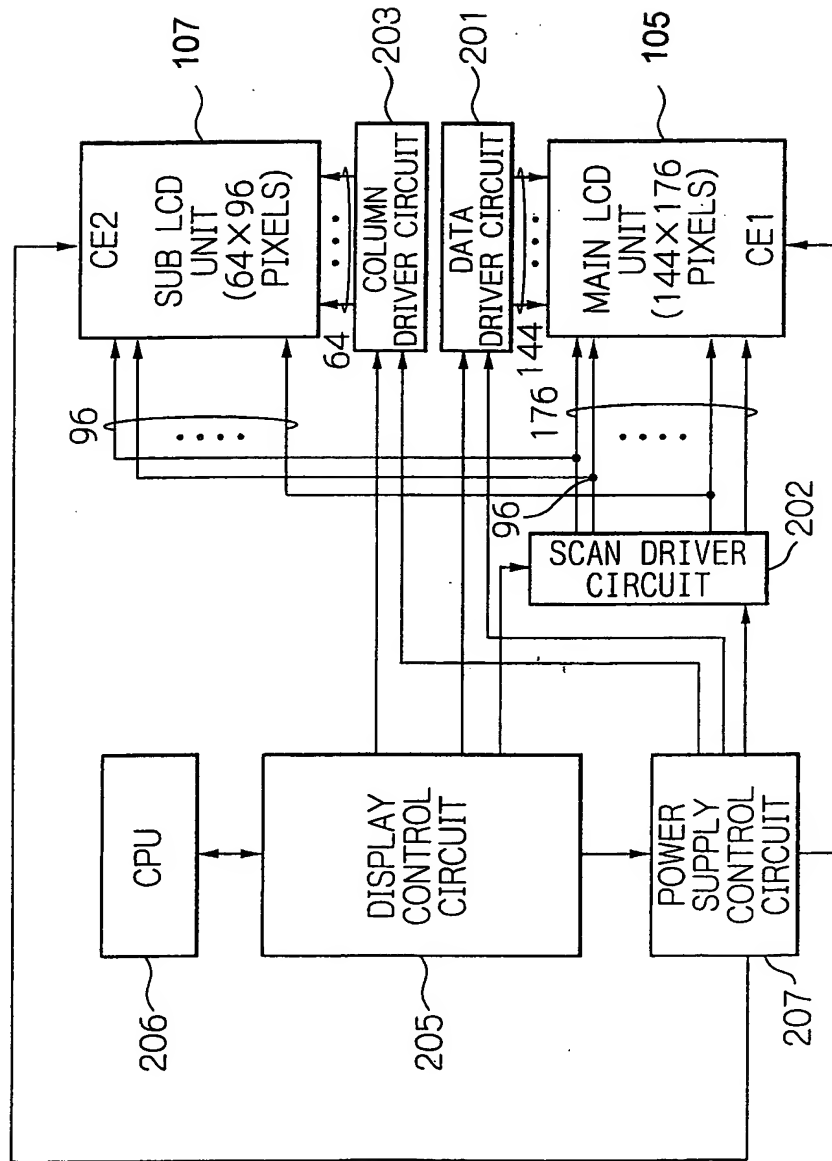 107
CE2
SUB LCD
UNIT
(64×96
PIXELS)
203
COLUMN
DRIVER CIRCUIT
64
96
201
DATA
DRIVER CIRCUIT
144
105
MAIN LCD
UNIT
(144×176
PIXELS)
CE1
176
96
202
SCAN DRIVER
CIRCUIT
CPU
206
DISPLAY
CONTROL
CIRCUIT
205
POWER
SUPPLY
CONTROL
CIRCUIT
207